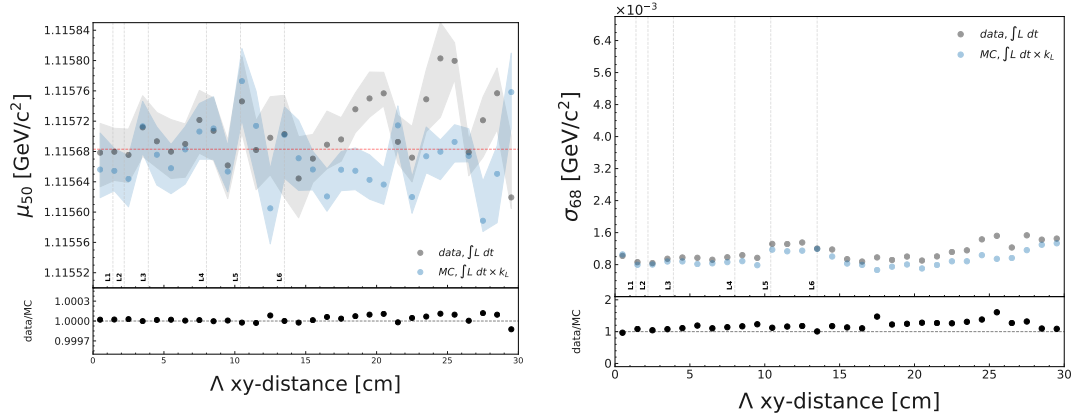 1.11584
1.11580
1.11576
1.11572
1.11568
1.11564
1.11560
1.11556
1.11552
μ50 [GeV/c²]
L1
L2
L3
L4
L5
L6
data, ∫L dt
MC, ∫L dt × kL
1.0003
1.0000
0.9997
data/MC
0
5
10
15
20
25
30
Λ xy-distance [cm]
×10⁻³
6.4
5.6
4.8
4.0
3.2
2.4
1.6
0.8
σ68 [GeV/c²]
data, ∫L dt
MC, ∫L dt × kL
L1
L2
L3
L4
L5
L6
2
1
0
data/MC
0
5
10
15
20
25
30
Λ xy-distance [cm]